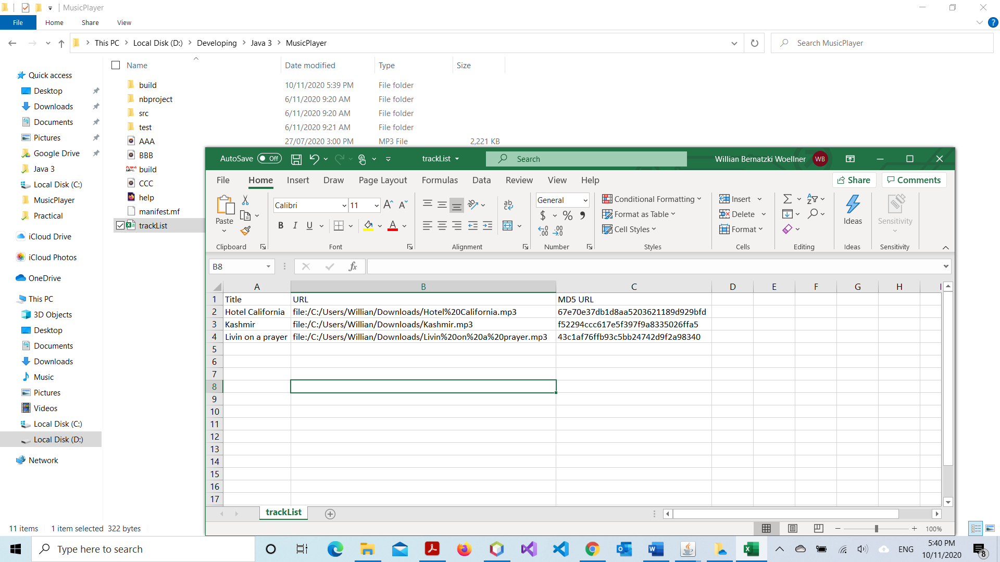 MusicPlayer
File Home Share View
This PC Local Disk (D:) Developing Java 3 MusicPlayer
Search MusicPlayer
Name Date modified Type Size
Quick access
Desktop
Downloads
Documents
Pictures
Google Drive
Java 3
Local Disk (C:)
MusicPlayer
Practical
iCloud Drive
iCloud Photos
OneDrive
This PC
3D Objects
Desktop
Documents
Downloads
Music
Pictures
Videos
Local Disk (C:)
Local Disk (D:)
Network
build 10/11/2020 5:39 PM File folder
nbproject 6/11/2020 9:20 AM File folder
src 6/11/2020 9:20 AM File folder
test 6/11/2020 9:21 AM File folder
AAA 27/07/2020 3:00 PM MP3 File 2,221 KB
BBB
build
CCC
help
manifest.mf
trackList
AutoSave Off trackList Search Willian Bernatzki Woellner WB
File Home Insert Draw Page Layout Formulas Data Review View Help Share Comments
Paste
Calibri 11
B I U
General
Conditional Formatting
Format as Table
Cell Styles
Insert
Delete
Format
Ideas
Sensitivity
Clipboard Font Alignment Number Styles Cells Editing Ideas Sensitivity
B8 fx
A B C D E F G H I
1 Title URL MD5 URL
2 Hotel California file:/C:/Users/Willian/Downloads/Hotel%20California.mp3 67e70e37db1d8aa5203621189d929bfd
3 Kashmir file:/C:/Users/Willian/Downloads/Kashmir.mp3 f52294ccc617e5f397f9a8335026ffa5
4 Livin on a prayer file:/C:/Users/Willian/Downloads/Livin%20on%20a%20prayer.mp3 43c1af76ffb93c5bb24742d9f2a98340
5
6
7
8
9
10
11
12
13
14
15
16
17
trackList
100%
11 items 1 item selected 322 bytes
Type here to search
ENG
5:40 PM
10/11/2020
8